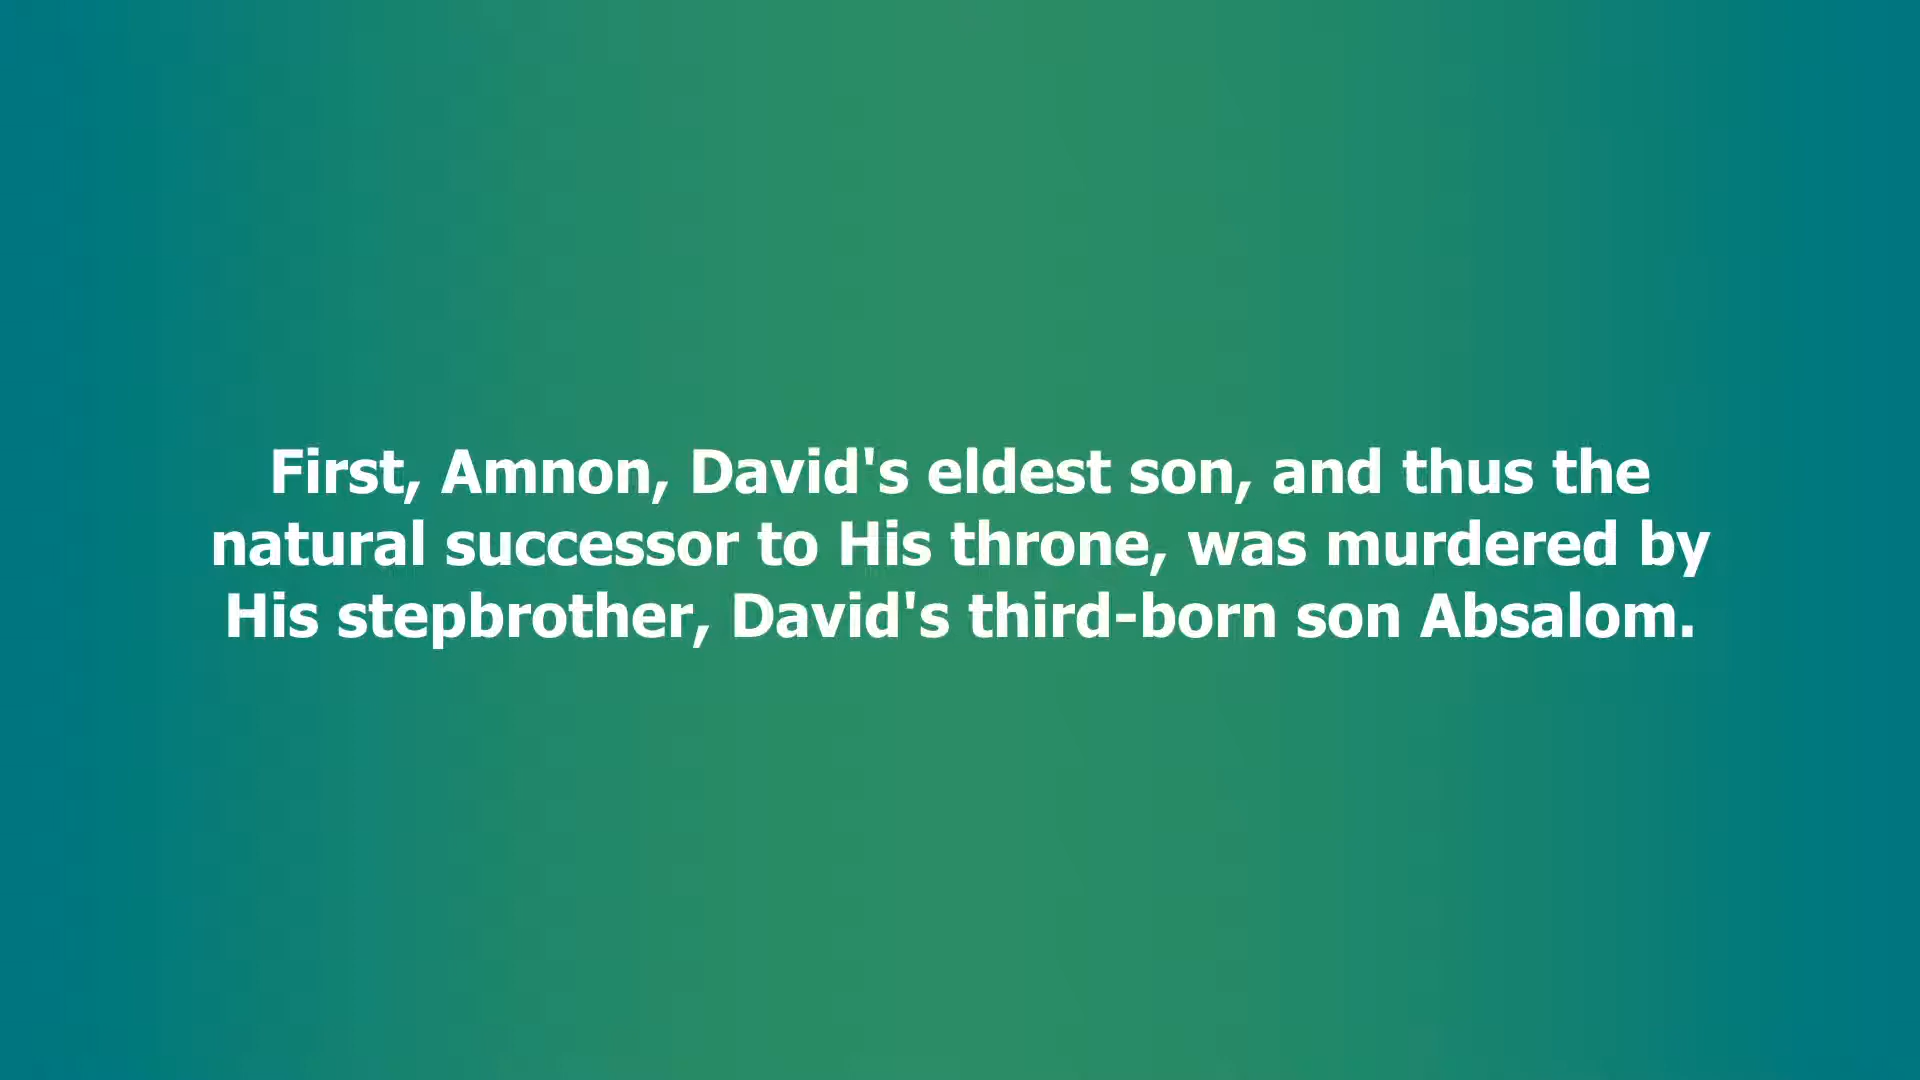 First, Amnon, David's eldest son, and thus the
natural successor to His throne, was murdered by
His stepbrother, David's third-born son Absalom.